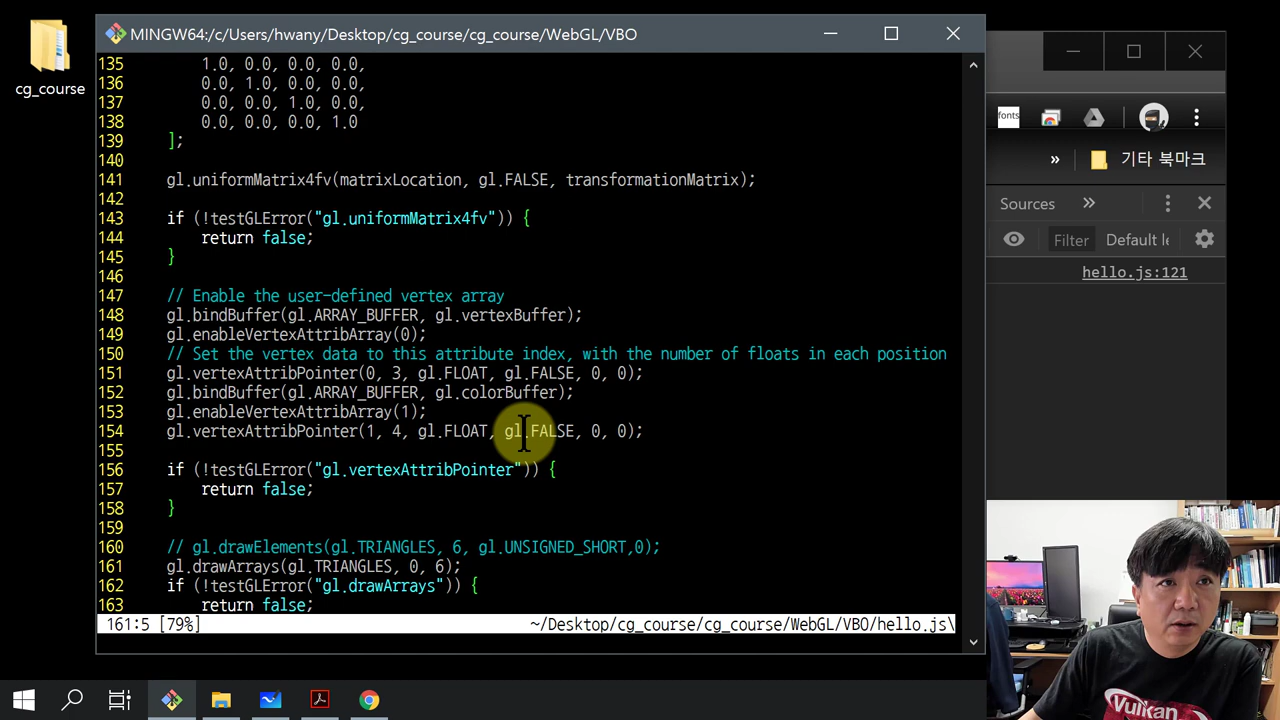 cg_course
MINGW64:/c/Users/hwany/Desktop/cg_course/cg_course/WebGL/VBO
135 1.0, 0.0, 0.0, 0.0,
136 0.0, 1.0, 0.0, 0.0,
137 0.0, 0.0, 1.0, 0.0,
138 0.0, 0.0, 0.0, 1.0
139 ];
140
141 gl.uniformMatrix4fv(matrixLocation, gl.FALSE, transformationMatrix);
142
143 if (!testGLError("gl.uniformMatrix4fv")) {
144 return false;
145 }
146
147 // Enable the user-defined vertex array
148 gl.bindBuffer(gl.ARRAY_BUFFER, gl.vertexBuffer);
149 gl.enableVertexAttribArray(0);
150 // Set the vertex data to this attribute index, with the number of floats in each position
151 gl.vertexAttribPointer(0, 3, gl.FLOAT, gl.FALSE, 0, 0);
152 gl.bindBuffer(gl.ARRAY_BUFFER, gl.colorBuffer);
153 gl.enableVertexAttribArray(1);
154 gl.vertexAttribPointer(1, 4, gl.FLOAT, gl.FALSE, 0, 0);
155
156 if (!testGLError("gl.vertexAttribPointer")) {
157 return false;
158 }
159
160 // gl.drawElements(gl.TRIANGLES, 6, gl.UNSIGNED_SHORT,0);
161 gl.drawArrays(gl.TRIANGLES, 0, 6);
162 if (!testGLError("gl.drawArrays")) {
163 return false;
161:5 [79%] ~/Desktop/cg_course/cg_course/WebGL/VBO/hello.js\
fonts
» 기타 북마크
Sources »
Filter Default le
hello.js:121
Vulkan